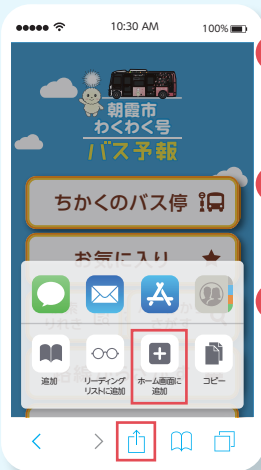 10:30 AM
100%
朝霞市
わくわく号
バス予報
ちかくのバス停
お気に入り ★
追加
リーディング
リストに追加
ホーム画面に
追加
コピー